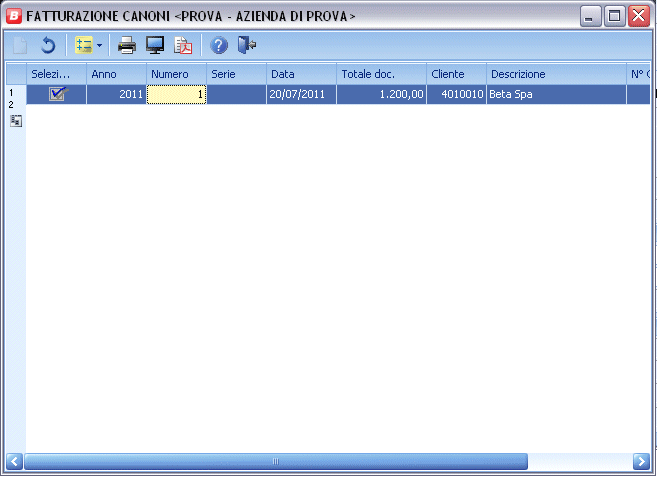 B FATTURAZIONE CANONI <PROVA - AZIENDA DI PROVA>
Selezi... Anno Numero Serie Data Totale doc. Cliente Descrizione N°
1 2011 1 20/07/2011 1.200,00 4010010 Beta Spa
2